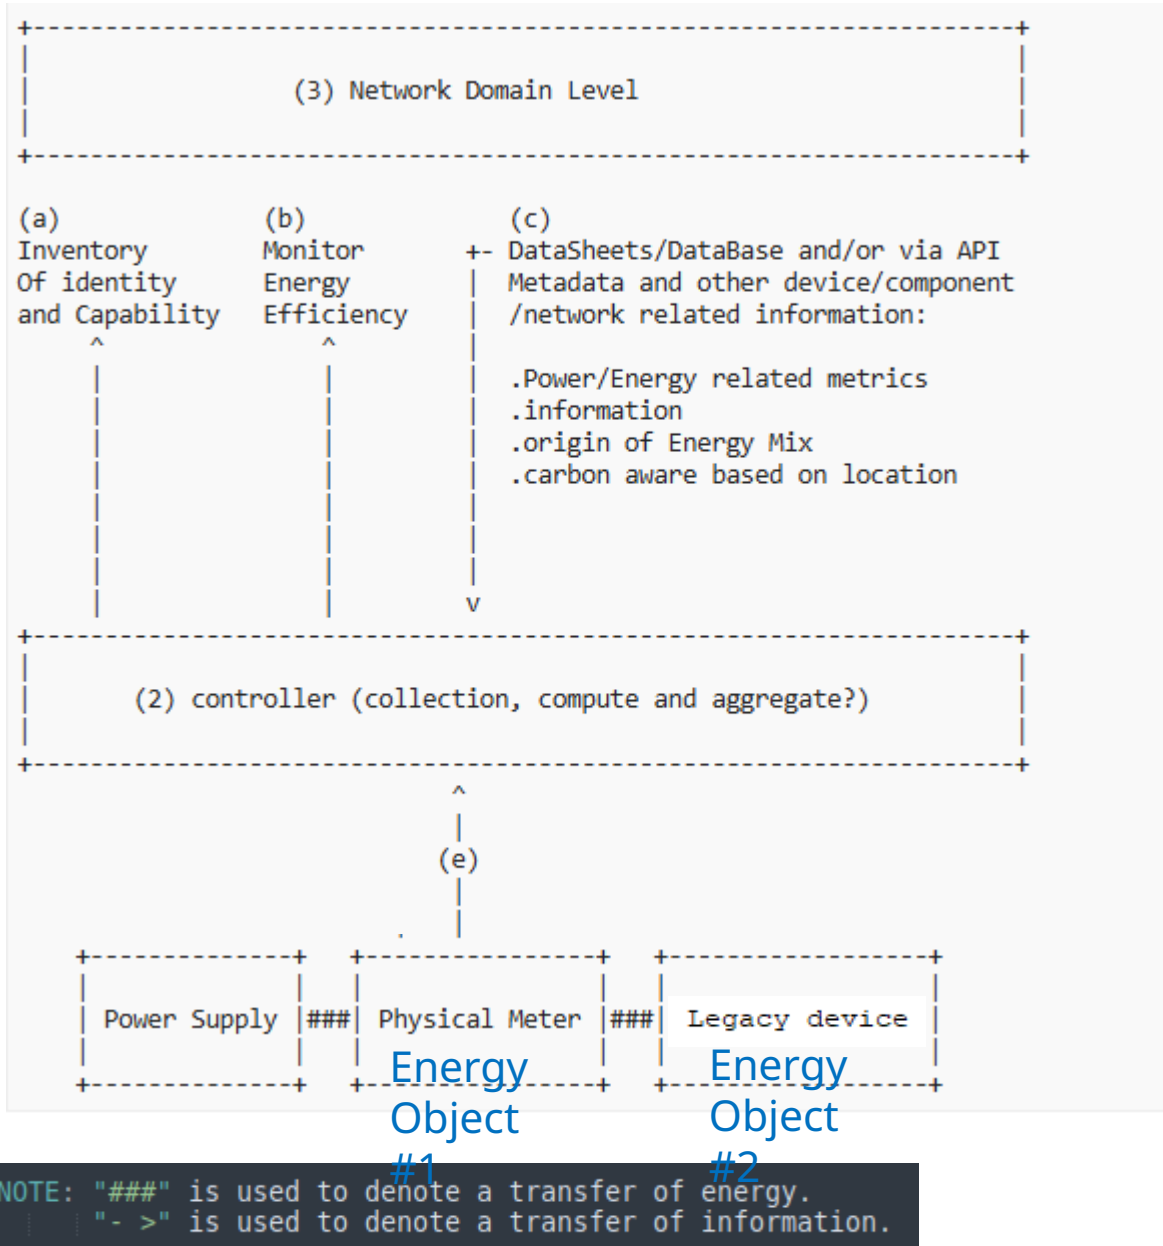 (3) Network Domain Level
(a) (b) (c)
Inventory Monitor +- DataSheets/DataBase and/or via API
Of identity Energy | Metadata and other device/component
and Capability Efficiency | /network related information:
.Power/Energy related metrics
.information
.origin of Energy Mix
.carbon aware based on location
v
(2) controller (collection, compute and aggregate?)
(e)
Power Supply |###| Physical Meter |###| Legacy device
Energy Object #1
Energy Object #2
NOTE: "###" is used to denote a transfer of energy.
"- >" is used to denote a transfer of information.